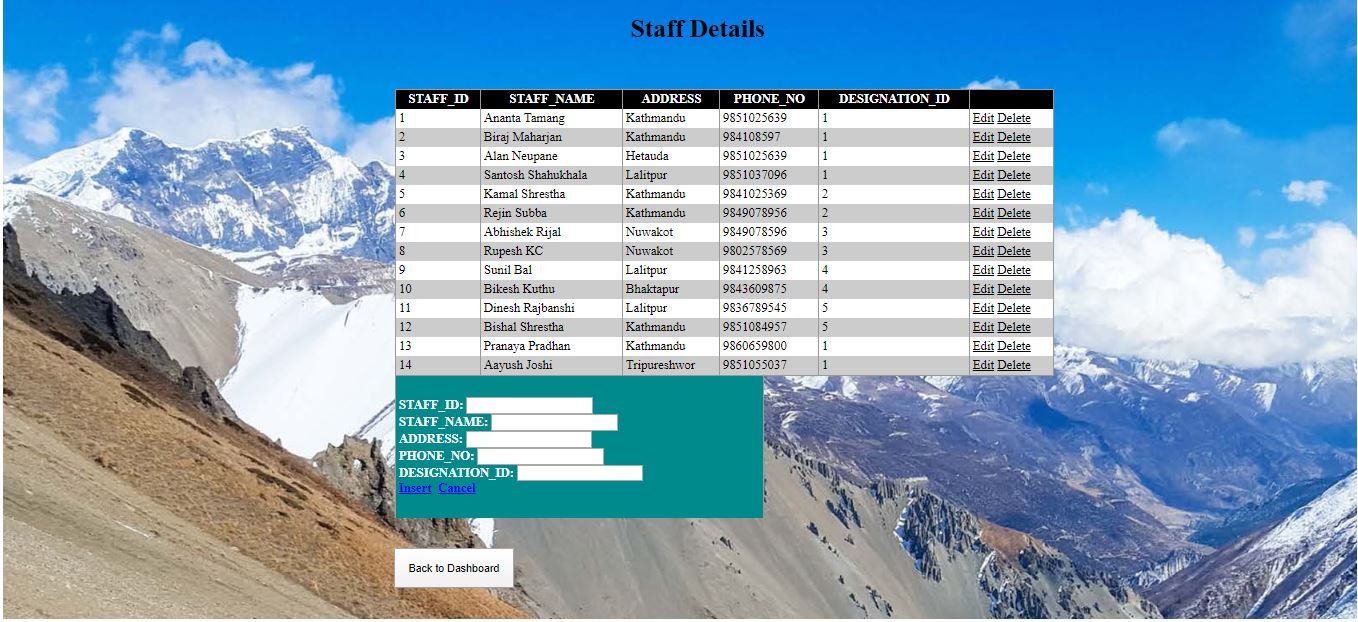 Staff Details
STAFF_ID STAFF_NAME ADDRESS PHONE_NO DESIGNATION_ID
1 Ananta Tamang Kathmandu 9851025639 1 Edit Delete
2 Biraj Maharjan Kathmandu 984108597 1 Edit Delete
3 Alan Neupane Hetauda 9851025639 1 Edit Delete
4 Santosh Shahukhala Lalitpur 9851037096 1 Edit Delete
5 Kamal Shrestha Kathmandu 9841025369 2 Edit Delete
6 Rejin Subba Kathmandu 9849078956 2 Edit Delete
7 Abhishek Rijal Nuwakot 9849078596 3 Edit Delete
8 Rupesh KC Nuwakot 9802578569 3 Edit Delete
9 Sunil Bal Lalitpur 9841258963 4 Edit Delete
10 Bikesh Kuthu Bhaktapur 9843609875 4 Edit Delete
11 Dinesh Rajbanshi Lalitpur 9836789545 5 Edit Delete
12 Bishal Shrestha Kathmandu 9851084957 5 Edit Delete
13 Pranaya Pradhan Kathmandu 9860659800 1 Edit Delete
14 Aayush Joshi Tripureshwor 9851055037 1 Edit Delete
STAFF_ID:
STAFF_NAME:
ADDRESS:
PHONE_NO:
DESIGNATION_ID:
Insert Cancel
Back to Dashboard